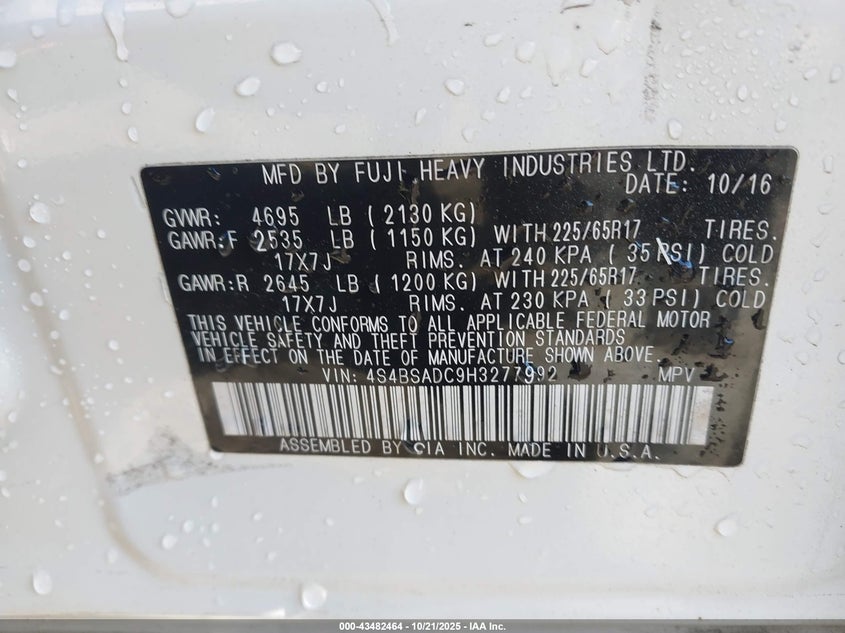 MFD BY FUJI HEAVY INDUSTRIES LTD.
DATE: 10/16
GVWR: 4695 LB ( 2130 KG)
GAWR:F 2535 LB ( 1150 KG) WITH 225/65R17 TIRES.
17X7J RIMS. AT 240 KPA ( 35 PSI) COLD
GAWR:R 2645 LB ( 1200 KG) WITH 225/65R17 TIRES.
17X7J RIMS. AT 230 KPA ( 33 PSI) COLD
THIS VEHICLE CONFORMS TO ALL APPLICABLE FEDERAL MOTOR
VEHICLE SAFETY AND THEFT PREVENTION STANDARDS
IN EFFECT ON THE DATE OF MANUFACTURE SHOWN ABOVE.
VIN: 4S4BSADC9H3277992 MPV
ASSEMBLED BY SIA INC. MADE IN U.S.A.
000-43482464 - 10/21/2025 - IAA Inc.